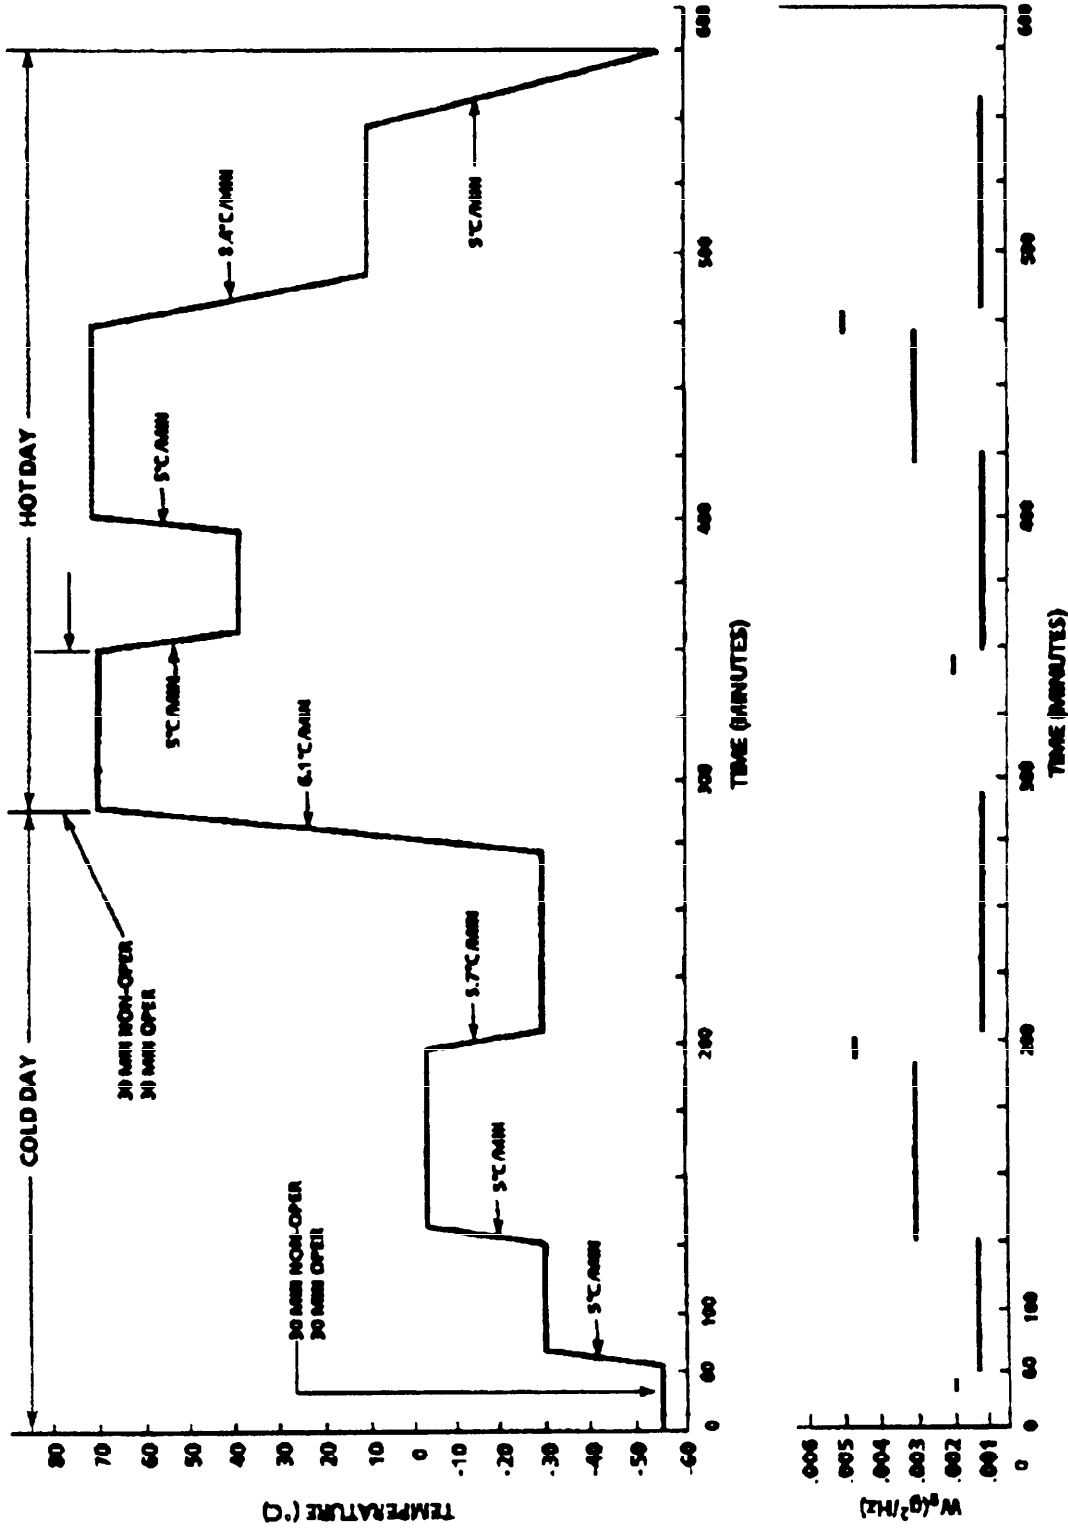 COLD DAY
HOT DAY
30 MIN NON-OPER
30 MIN OPER
30 MIN NON-OPER
30 MIN OPER
5°C/MIN
5°C/MIN
5.7°C/MIN
6.1°C/MIN
5°C/MIN
5°C/MIN
3.4°C/MIN
5°C/MIN
TEMPERATURE (°C)
80
70
60
50
40
30
20
10
0
-10
-20
-30
-40
-50
-60
0
60
100
200
300
400
500
600
TIME (MINUTES)
W₀(g²/Hz)
.006
.005
.004
.003
.002
.001
0
0
60
100
200
300
400
500
600
TIME (MINUTES)